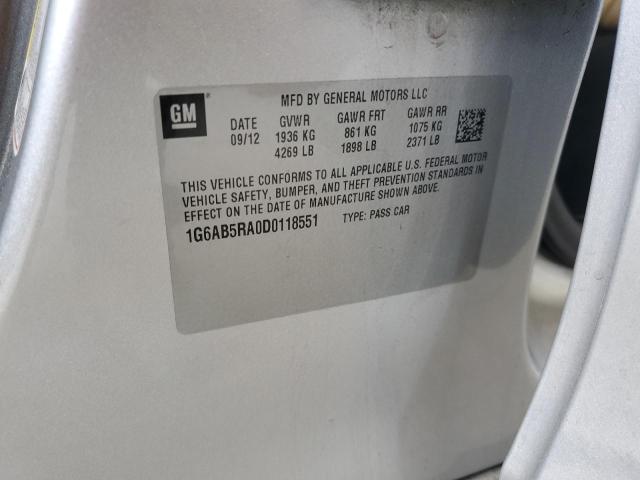 GM
MFD BY GENERAL MOTORS LLC
DATE GVWR GAWR FRT GAWR RR
09/12 1936 KG 861 KG 1075 KG
4269 LB 1898 LB 2371 LB
THIS VEHICLE CONFORMS TO ALL APPLICABLE U.S. FEDERAL MOTOR
VEHICLE SAFETY, BUMPER, AND THEFT PREVENTION STANDARDS IN
EFFECT ON THE DATE OF MANUFACTURE SHOWN ABOVE.
1G6AB5RA0D0118551 TYPE: PASS CAR